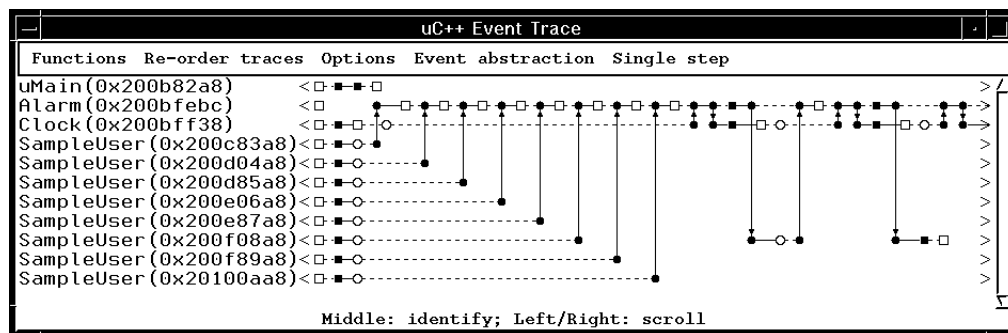 uC++ Event Trace
Functions Re-order traces Options Event abstraction Single step
uMain(0x200b82a8)
Alarm(0x200bfebc)
Clock(0x200bff38)
SampleUser(0x200c83a8)
SampleUser(0x200d04a8)
SampleUser(0x200d85a8)
SampleUser(0x200e06a8)
SampleUser(0x200e87a8)
SampleUser(0x200f08a8)
SampleUser(0x200f89a8)
SampleUser(0x20100aa8)
Middle: identify; Left/Right: scroll